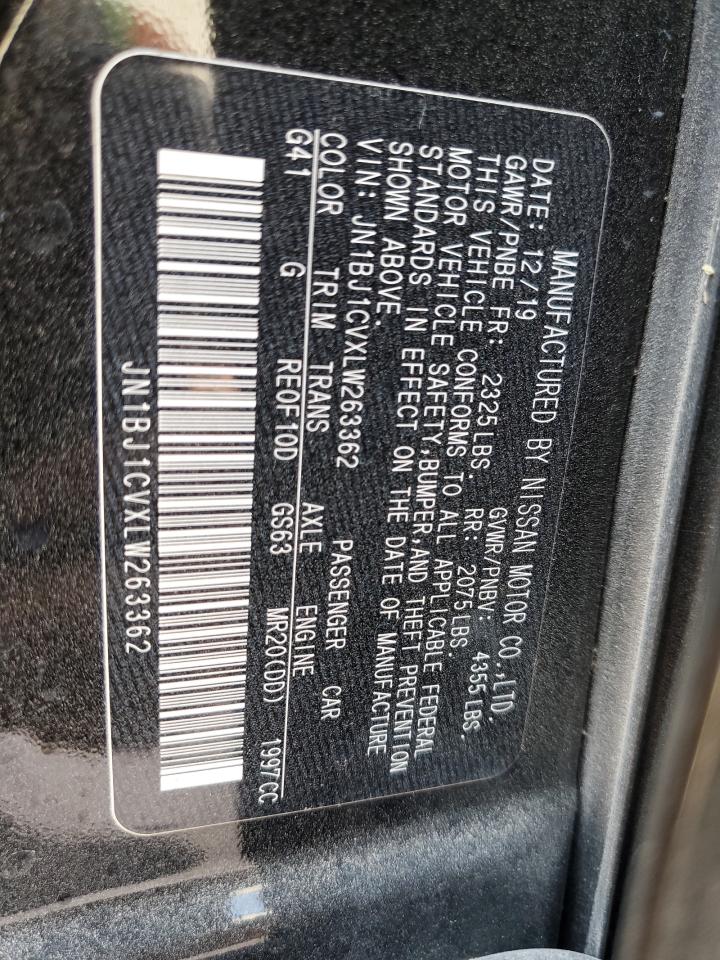 MANUFACTURED BY NISSAN MOTOR CO.,LTD.
DATE: 12/19 GVWR/PNBV: 4355 LBS.
GAWR/PNBE FR: 2325 LBS. RR: 2075 LBS.
THIS VEHICLE CONFORMS TO ALL APPLICABLE FEDERAL
MOTOR VEHICLE SAFETY,BUMPER,AND THEFT PREVENTION
STANDARDS IN EFFECT ON THE DATE OF MANUFACTURE
SHOWN ABOVE.
VIN: JN1BJ1CVXLW263362 PASSENGER CAR
COLOR TRIM TRANS AXLE ENGINE
G41 G RE0F10D GS63 MR20(DD) 1997CC
JN1BJ1CVXLW263362